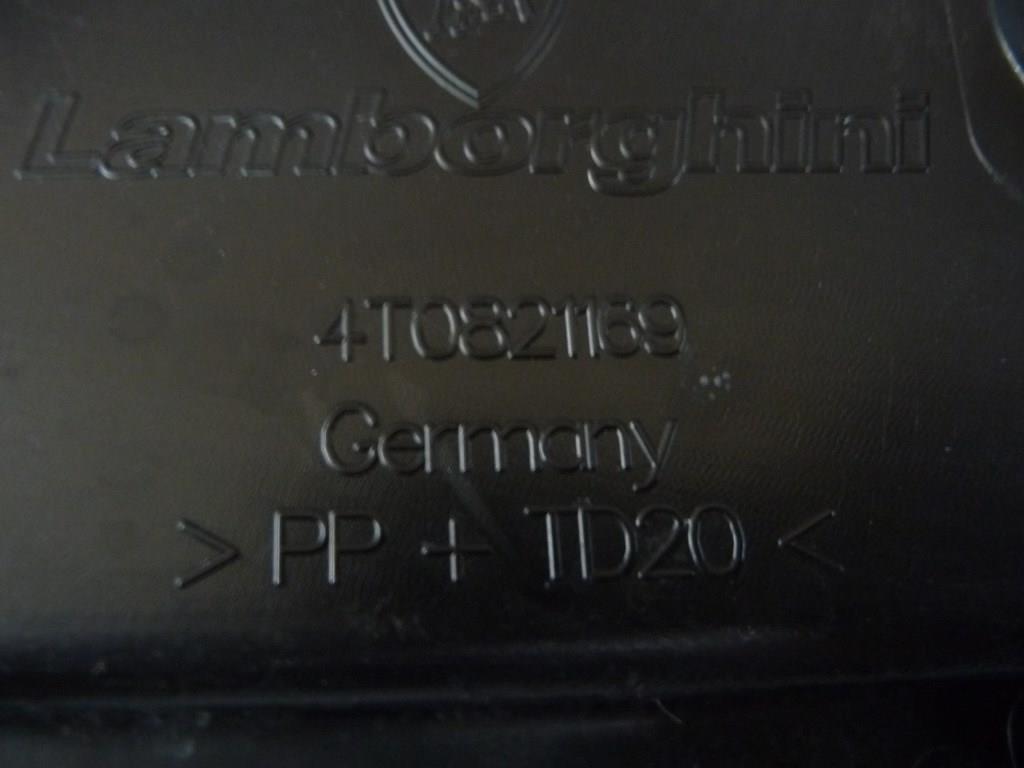 Lamborghini
4T0821169
Germany
> PP + TD20 <